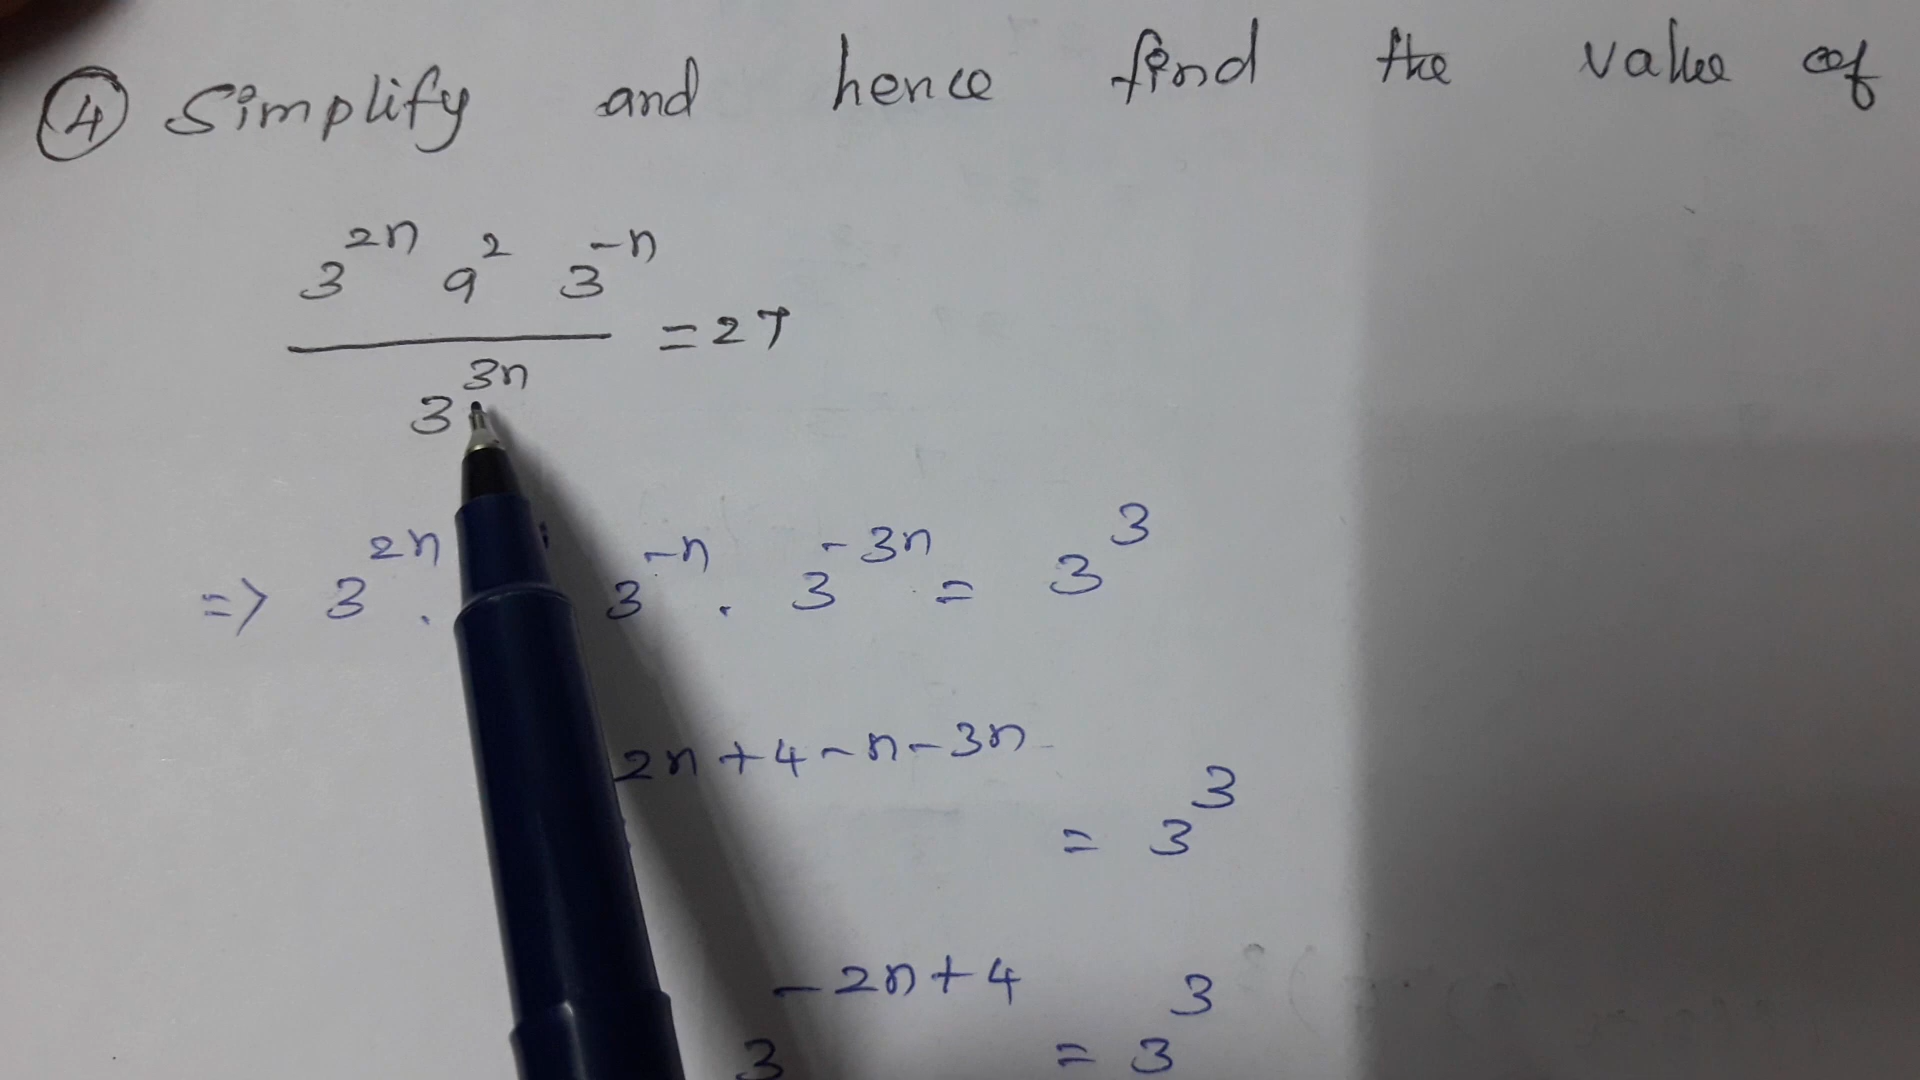 ④ Simplify and hence find the value of
3^{2n} 9^2 3^{-n}
———— = 27
3^{3n}
=> 3^{2n} . 3^{-n} . 3^{-3n} = 3^3
2n+4-n-3n
= 3^3
3^{-2n+4} = 3^3